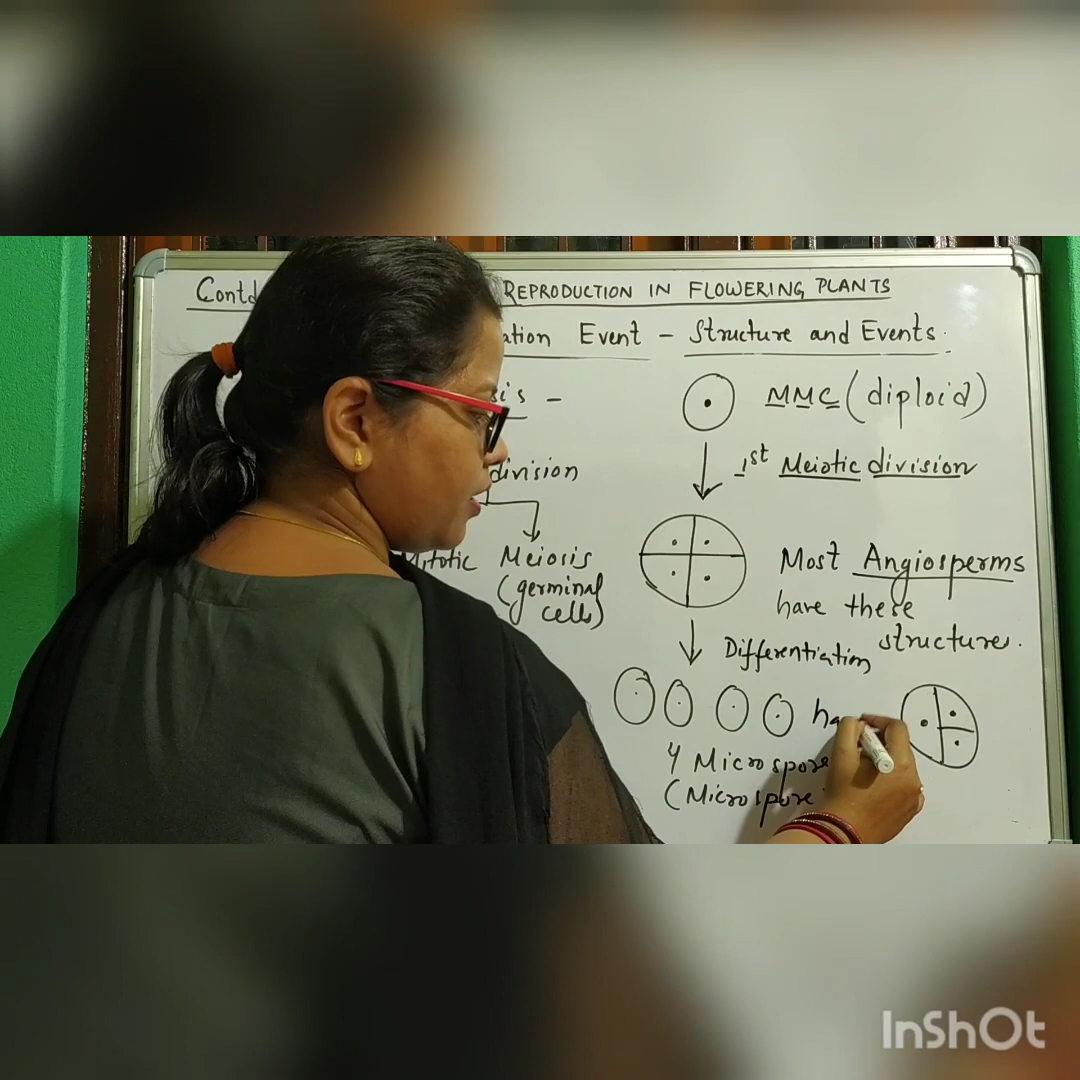 Contd REPRODUCTION IN FLOWERING PLANTS
Event - Structure and Events.
MMC (diploid)
division
1st Meiotic division
Mitotic Meiosis
(germinal
cells)
Most Angiosperms
have these
structure.
Differentiation
4 Microspore
(Microspore
InShOt